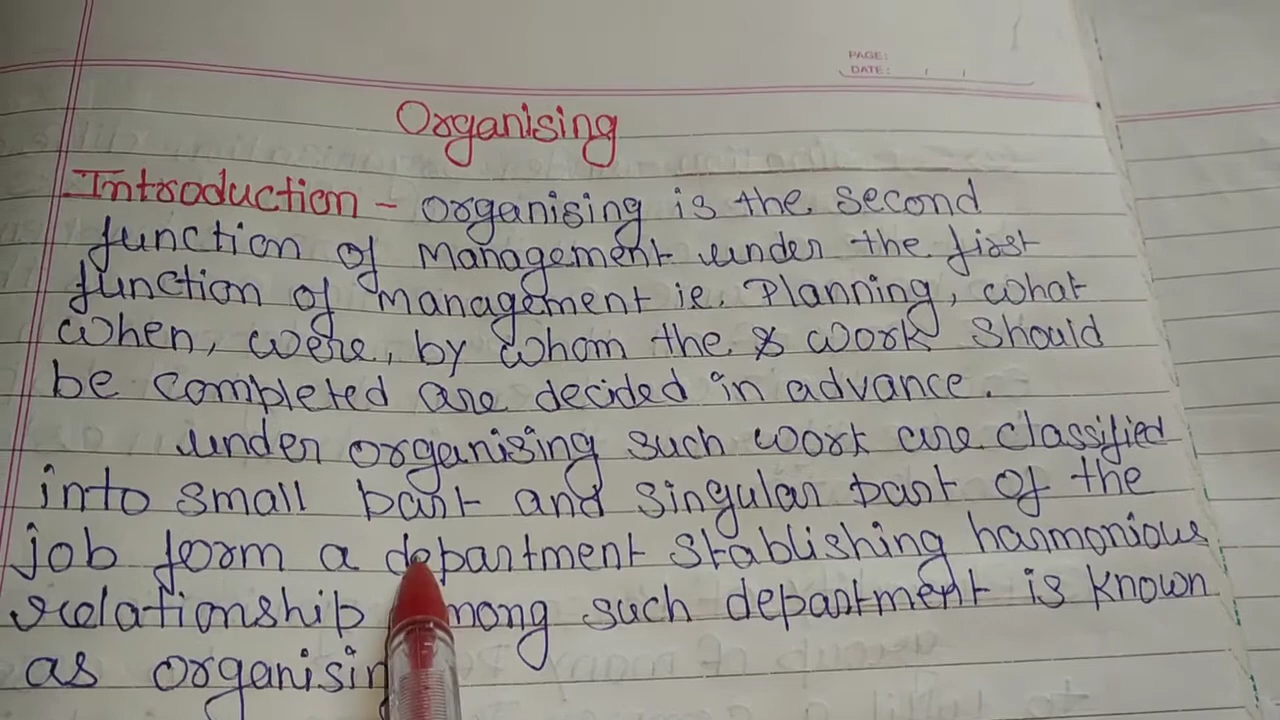 PAGE:
DATE: / /
Organising
Introduction - organising is the second
function of management under the first
function of management ie. Planning, what
when, were, by whom the work should
be completed are decided in advance.
under organising such work are classified
into small part and singular part of the
job form a department stablishing harmonious
relationship among such department is known
as organisin